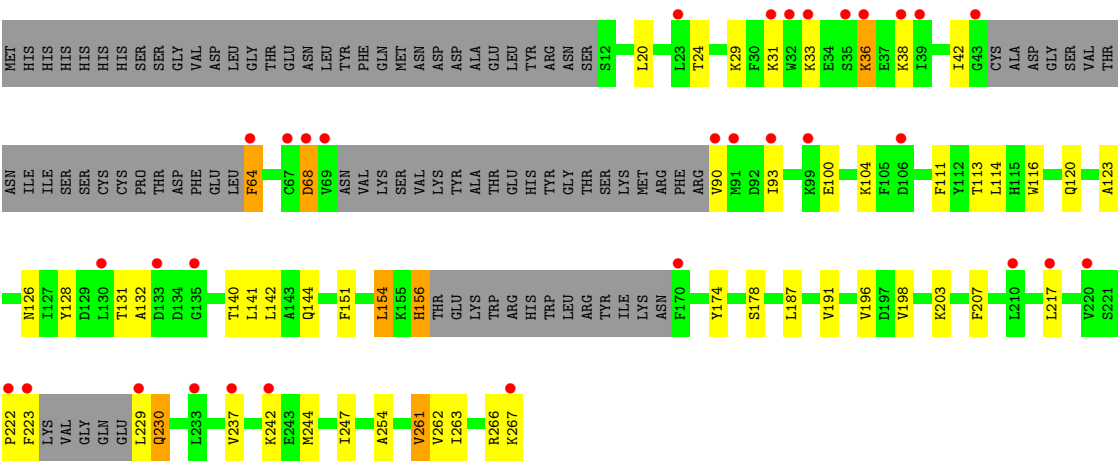 MET HIS HIS HIS HIS HIS HIS SER SER GLY VAL ASP LEU GLY THR GLU ASN LEU TYR PHE GLN MET ASN ASP ASP ALA GLU LEU TYR ARG ASN SER S12 L20 L23 T24 K29 F30 K31 W32 K33 E34 S35 K36 E37 K38 I39 I42 G43 CYS ALA ASP GLY SER VAL THR
ASN ILE ILE SER SER CYS CYS PRO THR ASP PHE GLU LEU F64 C67 D68 V69 ASN VAL LYS SER VAL LYS TYR ALA THR GLU HIS TYR GLY THR SER LYS MET ARG PHE ARG V90 M91 D92 I93 K99 E100 K104 F105 D106 F111 Y112 T113 L114 H115 W116 Q120 A123
N126 I127 Y128 D129 L130 T131 A132 D133 D134 G135 T140 L141 L142 A143 Q144 F151 L154 K155 H156 THR GLU LYS TRP ARG HIS TRP LEU ARG TYR ILE LYS ASN F170 Y174 S178 L187 V191 V196 D197 V198 K203 F207 L210 L217 V220 S221
P222 F223 LYS VAL GLY GLN GLU L229 Q230 L233 V237 K242 E243 M244 I247 A254 V261 V262 I263 R266 K267